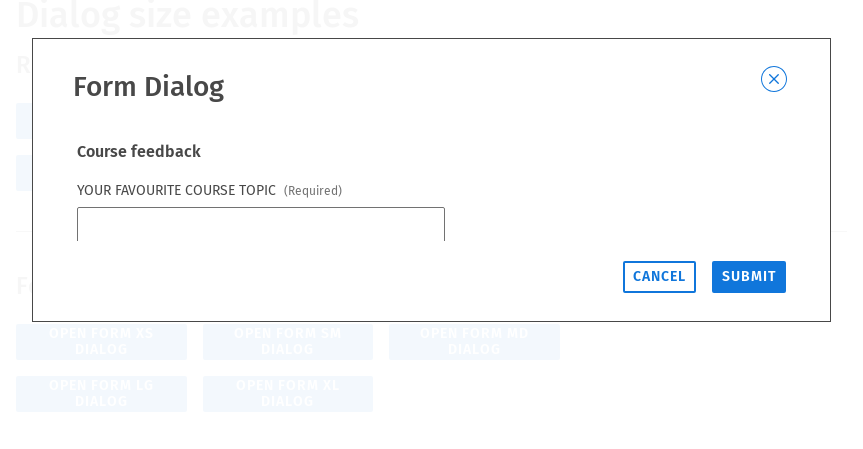 Dialog size examples
R
Form Dialog
Course feedback
YOUR FAVOURITE COURSE TOPIC (Required)
CANCEL
SUBMIT
OPEN FORM XS
DIALOG
OPEN FORM SM
DIALOG
OPEN FORM MD
DIALOG
OPEN FORM LG
DIALOG
OPEN FORM XL
DIALOG